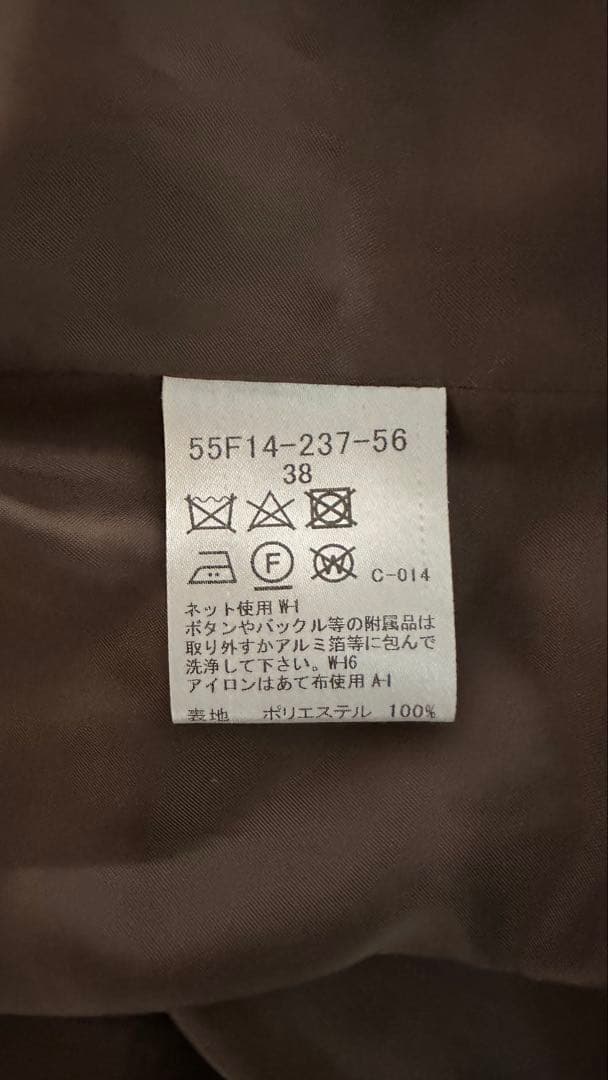 55F14-237-56
38
F W C-014
ネット使用 W-1
ボタンやバックル等の附属品は
取り外すかアルミ箔等に包んで
洗浄して下さい。W-16
アイロンはあて布使用 A-1
表地 ポリエステル 100%